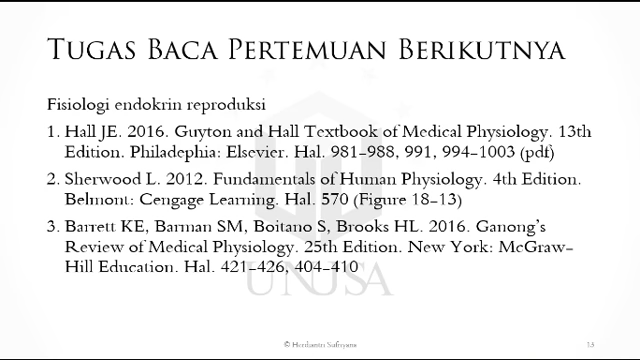 TUGAS BACA PERTEMUAN BERIKUTNYA
Fisiologi endokrin reproduksi
1. Hall JE. 2016. Guyton and Hall Textbook of Medical Physiology. 13th
Edition. Philadephia: Elsevier. Hal. 981-988, 991, 994-1003 (pdf)
2. Sherwood L. 2012. Fundamentals of Human Physiology. 4th Edition.
Belmont: Cengage Learning. Hal. 570 (Figure 18-13)
3. Barrett KE, Barman SM, Boitano S, Brooks HL. 2016. Ganong's
Review of Medical Physiology. 25th Edition. New York: McGraw-
Hill Education. Hal. 421-426, 404-410
UNUSA
©